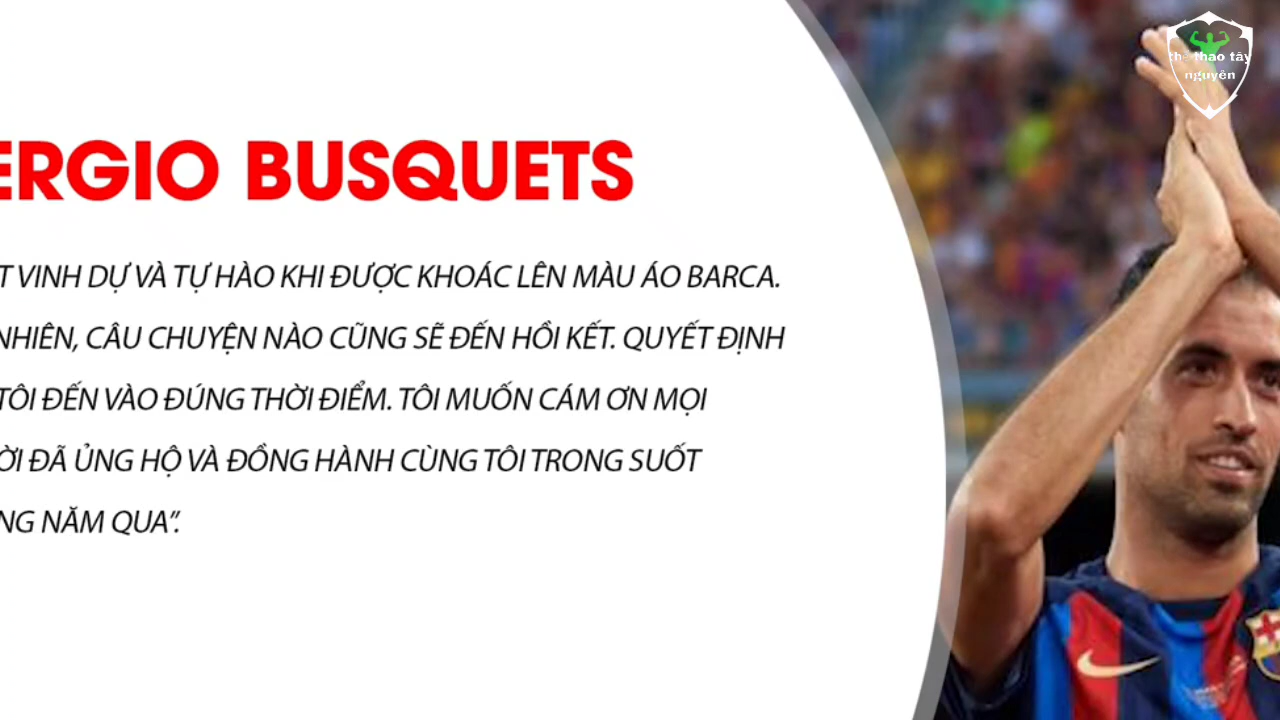 thể thao tây
nguyên
ERGIO BUSQUETS
T VINH DỰ VÀ TỰ HÀO KHI ĐƯỢC KHOÁC LÊN MÀU ÁO BARCA.
NHIÊN, CÂU CHUYỆN NÀO CŨNG SẼ ĐẾN HỒI KẾT. QUYẾT ĐỊNH
TÔI ĐẾN VÀO ĐÚNG THỜI ĐIỂM. TÔI MUỐN CÁM ƠN MỌI
ỜI ĐÃ ỦNG HỘ VÀ ĐỒNG HÀNH CÙNG TÔI TRONG SUỐT
NG NĂM QUA”.